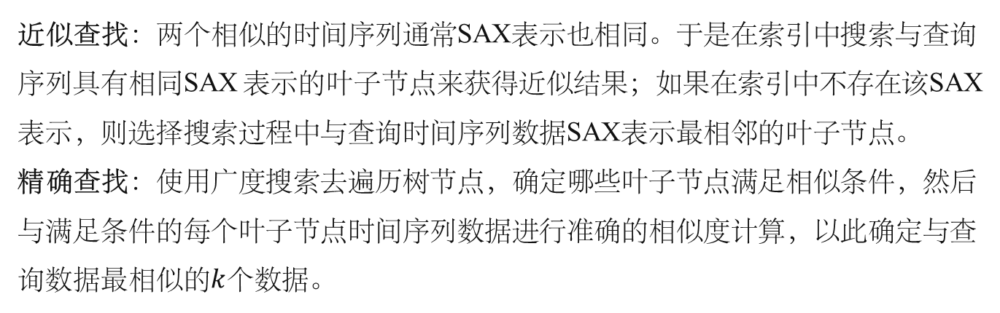 近似查找：两个相似的时间序列通常SAX表示也相同。于是在索引中搜索与查询
序列具有相同SAX 表示的叶子节点来获得近似结果；如果在索引中不存在该SAX
表示，则选择搜索过程中与查询时间序列数据SAX表示最相邻的叶子节点。
精确查找：使用广度搜索去遍历树节点，确定哪些叶子节点满足相似条件，然后
与满足条件的每个叶子节点时间序列数据进行准确的相似度计算，以此确定与查
询数据最相似的k个数据。